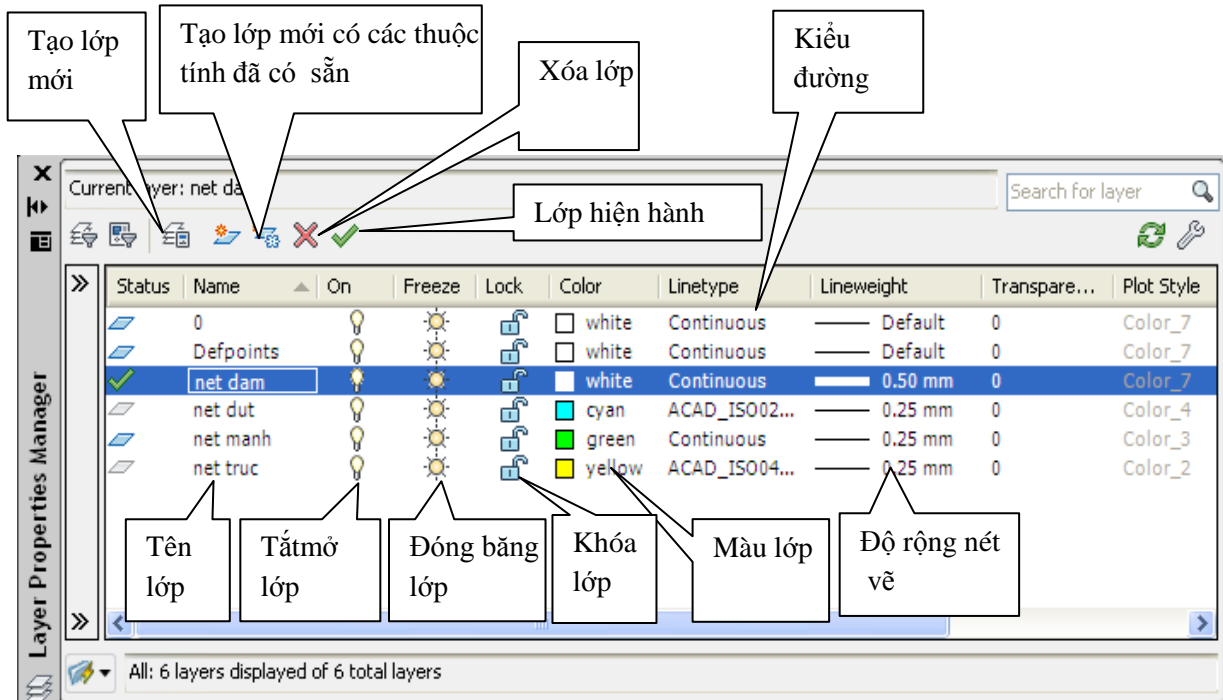 Tạo lớp
mới
Tạo lớp mới có các thuộc
tính đã có sẵn
Xóa lớp
Kiểu
đường
Current layer: net da
Search for layer
Lớp hiện hành
Status Name On Freeze Lock Color Linetype Lineweight Transpare... Plot Style
0 white Continuous Default 0 Color_7
Defpoints white Continuous Default 0 Color_7
net dam white Continuous 0.50 mm 0 Color_7
net dut cyan ACAD_ISO02... 0.25 mm 0 Color_4
net manh green Continuous 0.25 mm 0 Color_3
net truc yellow ACAD_ISO04... 0.25 mm 0 Color_2
Tên
lớp
Tắtmở
lớp
Đóng băng
lớp
Khóa
lớp
Màu lớp
Độ rộng nét
vẽ
Layer Properties Manager
All: 6 layers displayed of 6 total layers